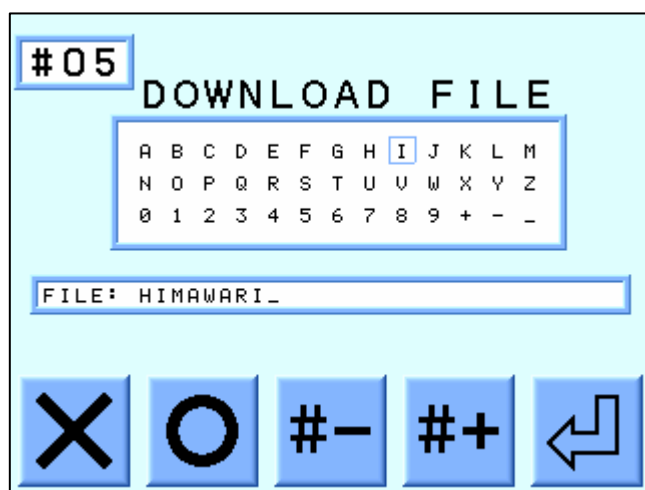 #05
DOWNLOAD FILE
A B C D E F G H I J K L M
N O P Q R S T U V W X Y Z
0 1 2 3 4 5 6 7 8 9 + - _
FILE: HIMAWARI_
#- #+